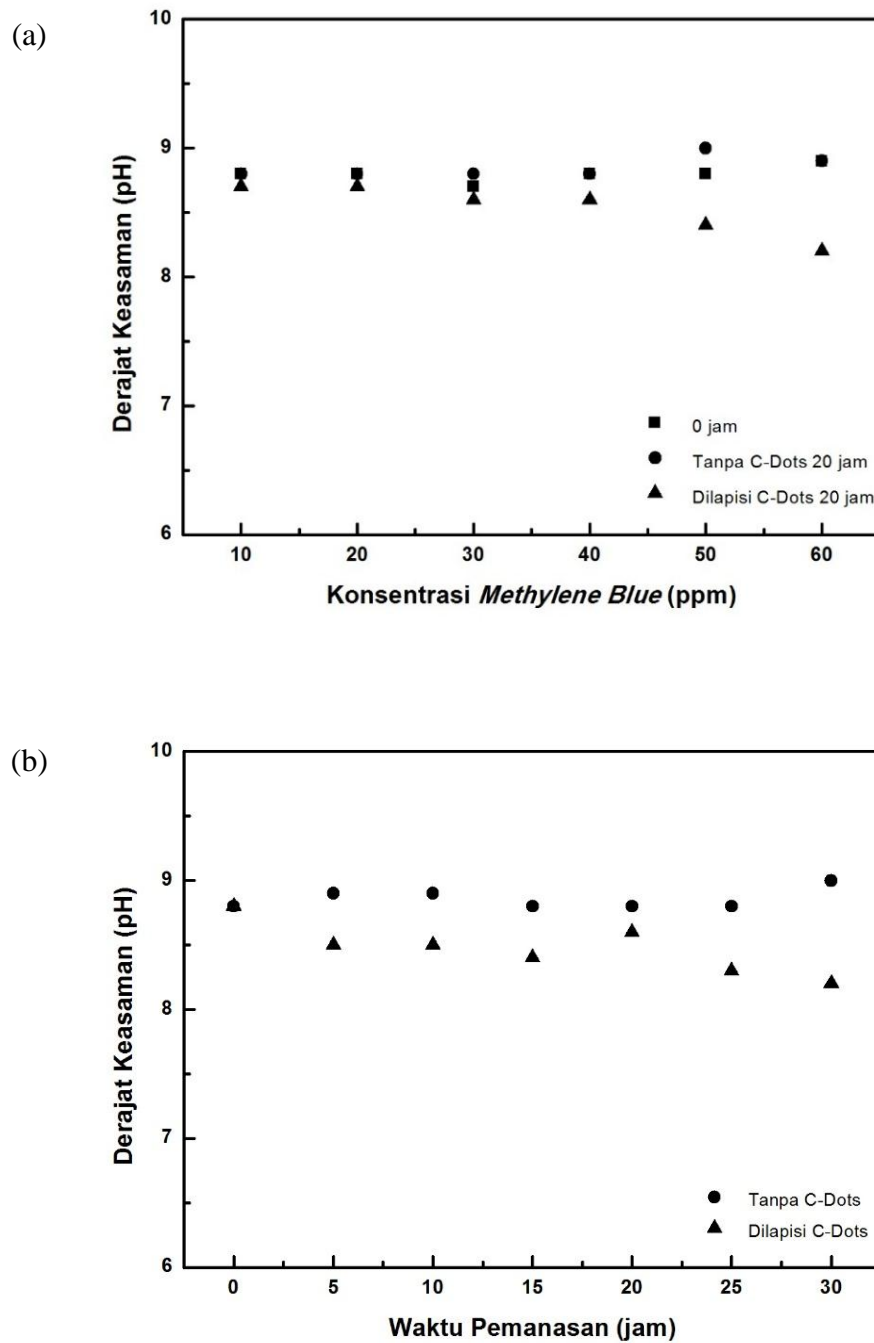 (a)
10
9
8
7
6
Derajat Keasaman (pH)
0 jam
Tanpa C-Dots 20 jam
Dilapisi C-Dots 20 jam
10 20 30 40 50 60
Konsentrasi Methylene Blue (ppm)
(b)
10
9
8
7
6
Derajat Keasaman (pH)
Tanpa C-Dots
Dilapisi C-Dots
0 5 10 15 20 25 30
Waktu Pemanasan (jam)